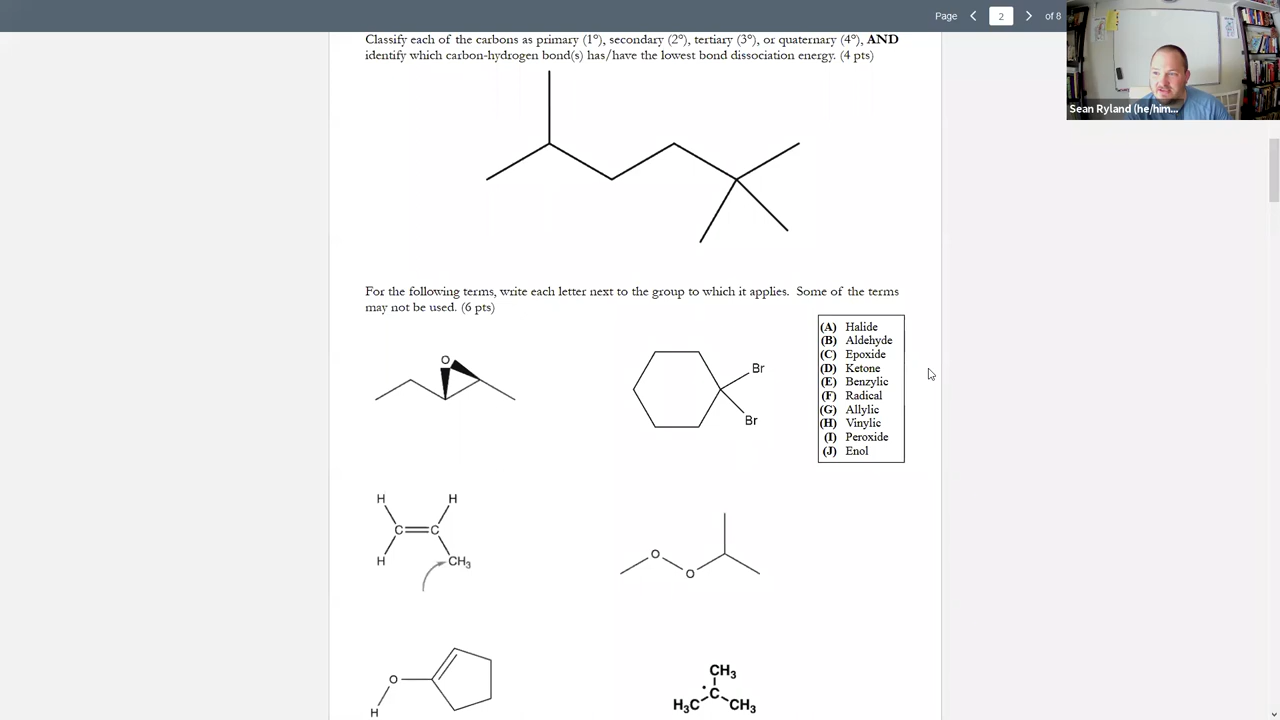 Page 2 of 8
Sean Ryland (he/him...
Classify each of the carbons as primary (1°), secondary (2°), tertiary (3°), or quaternary (4°), AND
identify which carbon-hydrogen bond(s) has/have the lowest bond dissociation energy. (4 pts)
For the following terms, write each letter next to the group to which it applies. Some of the terms
may not be used. (6 pts)
(A) Halide
(B) Aldehyde
(C) Epoxide
(D) Ketone
(E) Benzylic
(F) Radical
(G) Allylic
(H) Vinylic
(I) Peroxide
(J) Enol
O
Br
Br
H H
C C
H CH3
O
O
O
H
CH3
C
H3C CH3